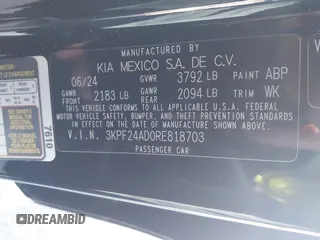 BY
KIA MEXICO S.A. DE C.V.
06/24 GVWR 3792 LB PAINT ABP
GAWR FRONT 2183 LB GAWR REAR 2094 LB TRIM WK
THIS VEHICLE CONFORMS TO ALL APPLICABLE U.S. FEDERAL MOTOR VEHICLE SAFETY, BUMPER, AND THEFT PREVENTION STANDARDS IN EFFECT ON THE DATE OF MANUFACTURE SHOWN ABOVE.
V.I.N. 3KPF24AD0RE818703
PASSENGER CAR
7610
DREAMBID